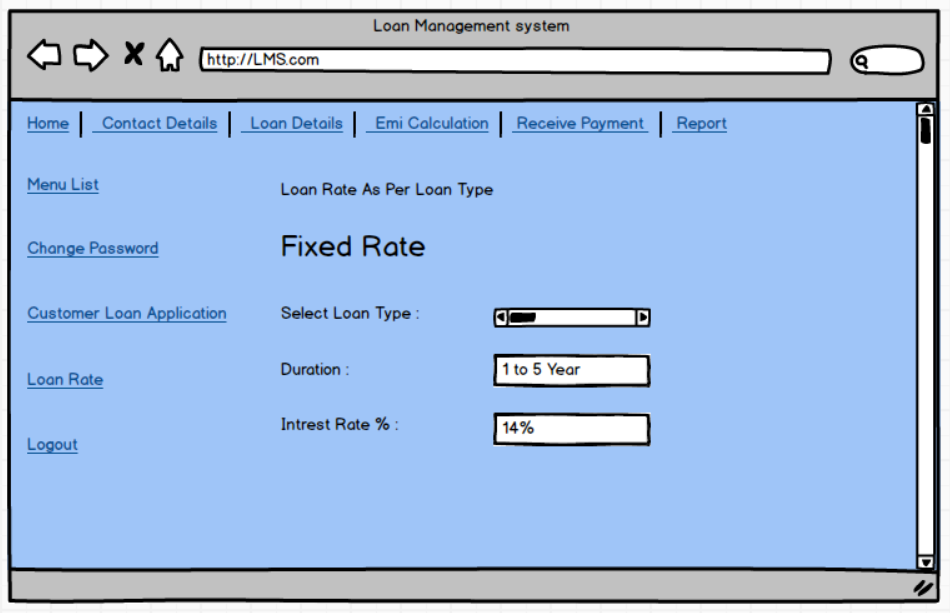 Loan Management system
http://LMS.com
Home Contact Details Loan Details Emi Calculation Receive Payment Report
Menu List
Loan Rate As Per Loan Type
Change Password
Fixed Rate
Customer Loan Application
Select Loan Type :
Duration : 1 to 5 Year
Loan Rate
Intrest Rate % : 14%
Logout